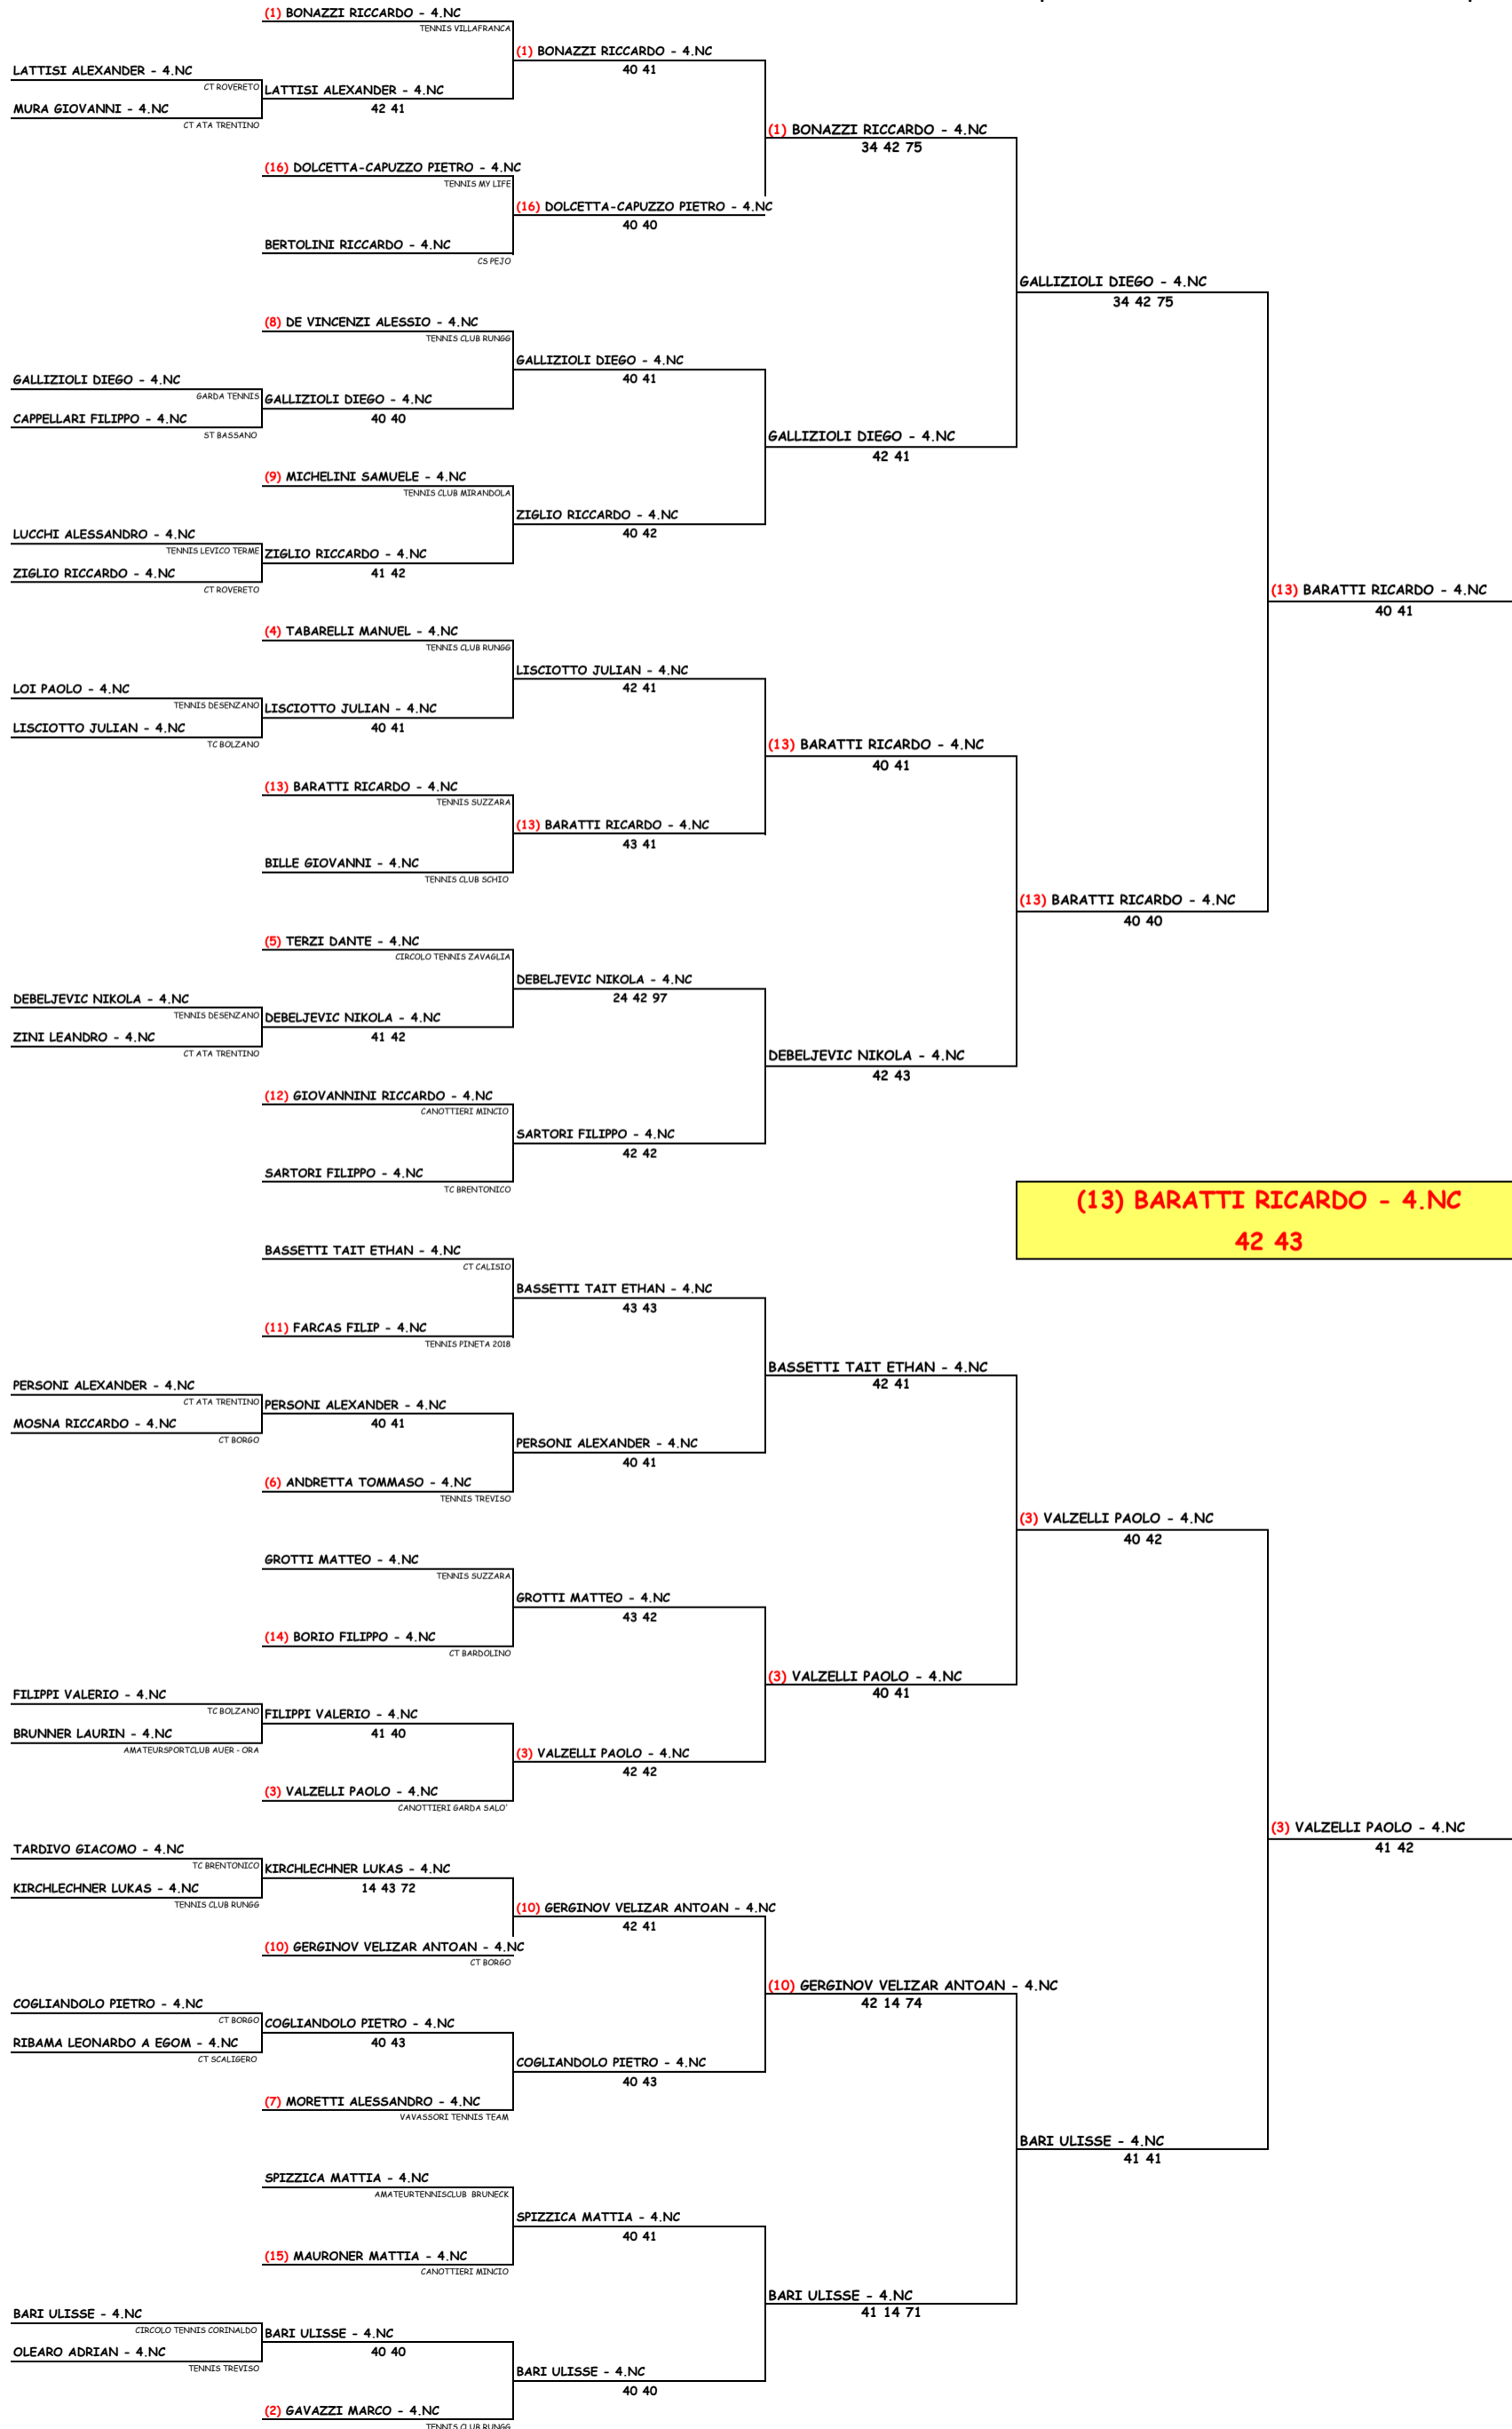 (1) BONAZZI RICCARDO - 4.NC
TENNIS VILLAFRANCA
(1) BONAZZI RICCARDO - 4.NC
40 41
LATTISI ALEXANDER - 4.NC
CT ROVERETO
LATTISI ALEXANDER - 4.NC
42 41
MURA GIOVANNI - 4.NC
CT ATA TRENTINO
(1) BONAZZI RICCARDO - 4.NC
34 42 75
(16) DOLCETTA-CAPUZZO PIETRO - 4.NC
TENNIS MY LIFE
(16) DOLCETTA-CAPUZZO PIETRO - 4.NC
40 40
BERTOLINI RICCARDO - 4.NC
CS PEJO
GALLIZIOLI DIEGO - 4.NC
34 42 75
(8) DE VINCENZI ALESSIO - 4.NC
TENNIS CLUB RUNGG
GALLIZIOLI DIEGO - 4.NC
40 41
GALLIZIOLI DIEGO - 4.NC
GARDA TENNIS
GALLIZIOLI DIEGO - 4.NC
40 40
CAPPELLARI FILIPPO - 4.NC
ST BASSANO
GALLIZIOLI DIEGO - 4.NC
42 41
(9) MICHELINI SAMUELE - 4.NC
TENNIS CLUB MIRANDOLA
ZIGLIO RICCARDO - 4.NC
40 42
LUCCHI ALESSANDRO - 4.NC
TENNIS LEVICO TERME
ZIGLIO RICCARDO - 4.NC
41 42
ZIGLIO RICCARDO - 4.NC
CT ROVERETO
(13) BARATTI RICARDO - 4.NC
40 41
(4) TABARELLI MANUEL - 4.NC
TENNIS CLUB RUNGG
LISCIOTTO JULIAN - 4.NC
42 41
LOI PAOLO - 4.NC
TENNIS DESENZANO
LISCIOTTO JULIAN - 4.NC
40 41
LISCIOTTO JULIAN - 4.NC
TC BOLZANO
(13) BARATTI RICARDO - 4.NC
40 41
(13) BARATTI RICARDO - 4.NC
TENNIS SUZZARA
(13) BARATTI RICARDO - 4.NC
43 41
BILLE GIOVANNI - 4.NC
TENNIS CLUB SCHIO
(13) BARATTI RICARDO - 4.NC
40 40
(5) TERZI DANTE - 4.NC
CIRCOLO TENNIS ZAVAGLIA
DEBELJEVIC NIKOLA - 4.NC
24 42 97
DEBELJEVIC NIKOLA - 4.NC
TENNIS DESENZANO
DEBELJEVIC NIKOLA - 4.NC
41 42
ZINI LEANDRO - 4.NC
CT ATA TRENTINO
DEBELJEVIC NIKOLA - 4.NC
42 43
(12) GIOVANNINI RICCARDO - 4.NC
CANOTTIERI MINCIO
SARTORI FILIPPO - 4.NC
42 42
SARTORI FILIPPO - 4.NC
TC BRENTONICO
(13) BARATTI RICARDO - 4.NC
42 43
BASSETTI TAIT ETHAN - 4.NC
CT CALISIO
BASSETTI TAIT ETHAN - 4.NC
43 43
(11) FARCAS FILIP - 4.NC
TENNIS PINETA 2018
BASSETTI TAIT ETHAN - 4.NC
42 41
PERSONI ALEXANDER - 4.NC
CT ATA TRENTINO
PERSONI ALEXANDER - 4.NC
40 41
MOSNA RICCARDO - 4.NC
CT BORGO
PERSONI ALEXANDER - 4.NC
40 41
(6) ANDRETTA TOMMASO - 4.NC
TENNIS TREVISO
(3) VALZELLI PAOLO - 4.NC
40 42
GROTTI MATTEO - 4.NC
TENNIS SUZZARA
GROTTI MATTEO - 4.NC
43 42
(14) BORIO FILIPPO - 4.NC
CT BARDOLINO
(3) VALZELLI PAOLO - 4.NC
40 41
FILIPPI VALERIO - 4.NC
TC BOLZANO
FILIPPI VALERIO - 4.NC
41 40
BRUNNER LAURIN - 4.NC
AMATEURSPORTCLUB AUER - ORA
(3) VALZELLI PAOLO - 4.NC
42 42
(3) VALZELLI PAOLO - 4.NC
CANOTTIERI GARDA SALO'
(3) VALZELLI PAOLO - 4.NC
41 42
TARDIVO GIACOMO - 4.NC
TC BRENTONICO
KIRCHLECHNER LUKAS - 4.NC
14 43 72
KIRCHLECHNER LUKAS - 4.NC
TENNIS CLUB RUNGG
(10) GERGINOV VELIZAR ANTOAN - 4.NC
42 41
(10) GERGINOV VELIZAR ANTOAN - 4.NC
CT BORGO
(10) GERGINOV VELIZAR ANTOAN - 4.NC
42 14 74
COGLIANDOLO PIETRO - 4.NC
CT BORGO
COGLIANDOLO PIETRO - 4.NC
40 43
RIBAMA LEONARDO A EGOM - 4.NC
CT SCALIGERO
COGLIANDOLO PIETRO - 4.NC
40 43
(7) MORETTI ALESSANDRO - 4.NC
VAVASSORI TENNIS TEAM
BARI ULISSE - 4.NC
41 41
SPIZZICA MATTIA - 4.NC
AMATEURTENNISCLUB BRUNECK
SPIZZICA MATTIA - 4.NC
40 41
(15) MAURONER MATTIA - 4.NC
CANOTTIERI MINCIO
BARI ULISSE - 4.NC
41 14 71
BARI ULISSE - 4.NC
CIRCOLO TENNIS CORINALDO
BARI ULISSE - 4.NC
40 40
OLEARO ADRIAN - 4.NC
TENNIS TREVISO
BARI ULISSE - 4.NC
40 40
(2) GAVAZZI MARCO - 4.NC
TENNIS CLUB RUNGG